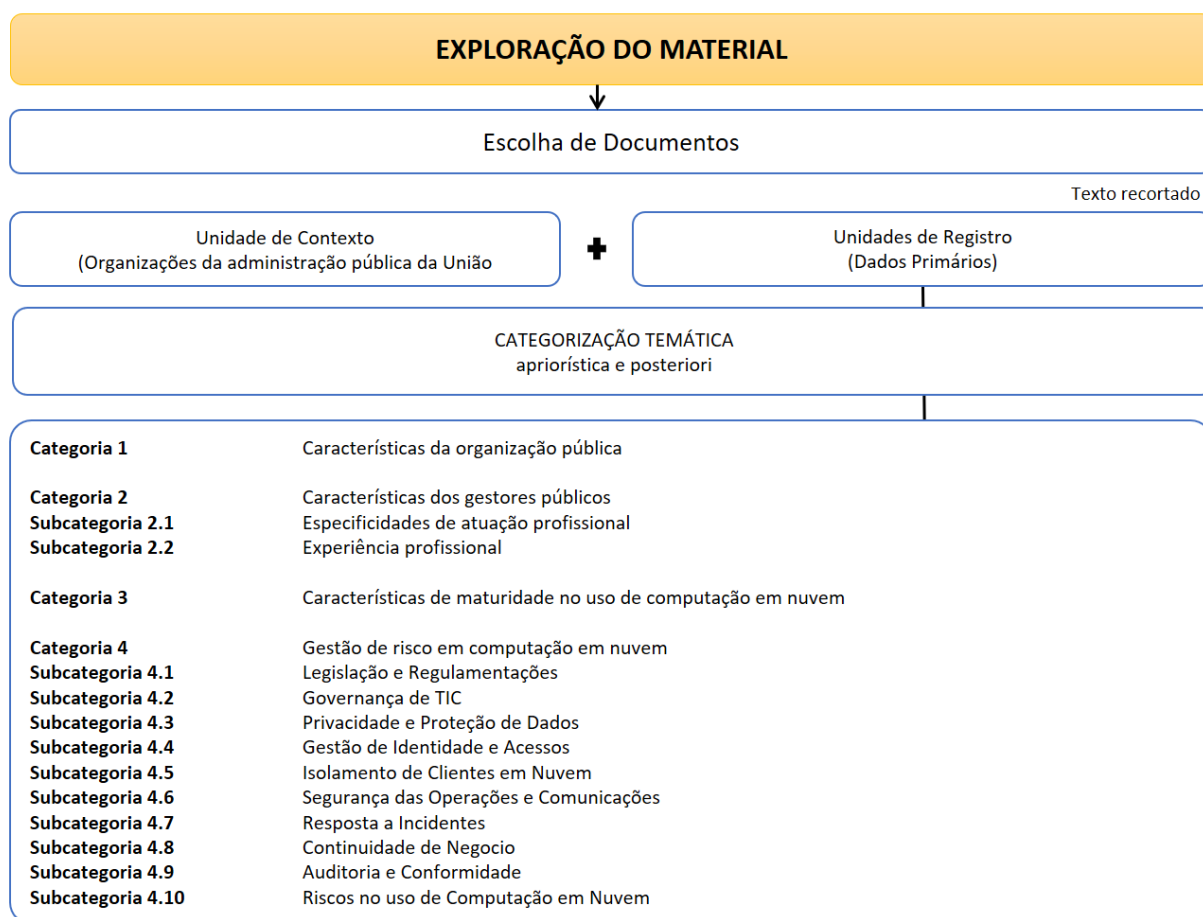 EXPLORAÇÃO DO MATERIAL
Escolha de Documentos
Texto recortado
Unidade de Contexto
(Organizações da administração pública da União
Unidades de Registro
(Dados Primários)
CATEGORIZAÇÃO TEMÁTICA
apriorística e posteriori
Categoria 1 Características da organização pública
Categoria 2 Características dos gestores públicos
Subcategoria 2.1 Especificidades de atuação profissional
Subcategoria 2.2 Experiência profissional
Categoria 3 Características de maturidade no uso de computação em nuvem
Categoria 4 Gestão de risco em computação em nuvem
Subcategoria 4.1 Legislação e Regulamentações
Subcategoria 4.2 Governança de TIC
Subcategoria 4.3 Privacidade e Proteção de Dados
Subcategoria 4.4 Gestão de Identidade e Acessos
Subcategoria 4.5 Isolamento de Clientes em Nuvem
Subcategoria 4.6 Segurança das Operações e Comunicações
Subcategoria 4.7 Resposta a Incidentes
Subcategoria 4.8 Continuidade de Negocio
Subcategoria 4.9 Auditoria e Conformidade
Subcategoria 4.10 Riscos no uso de Computação em Nuvem